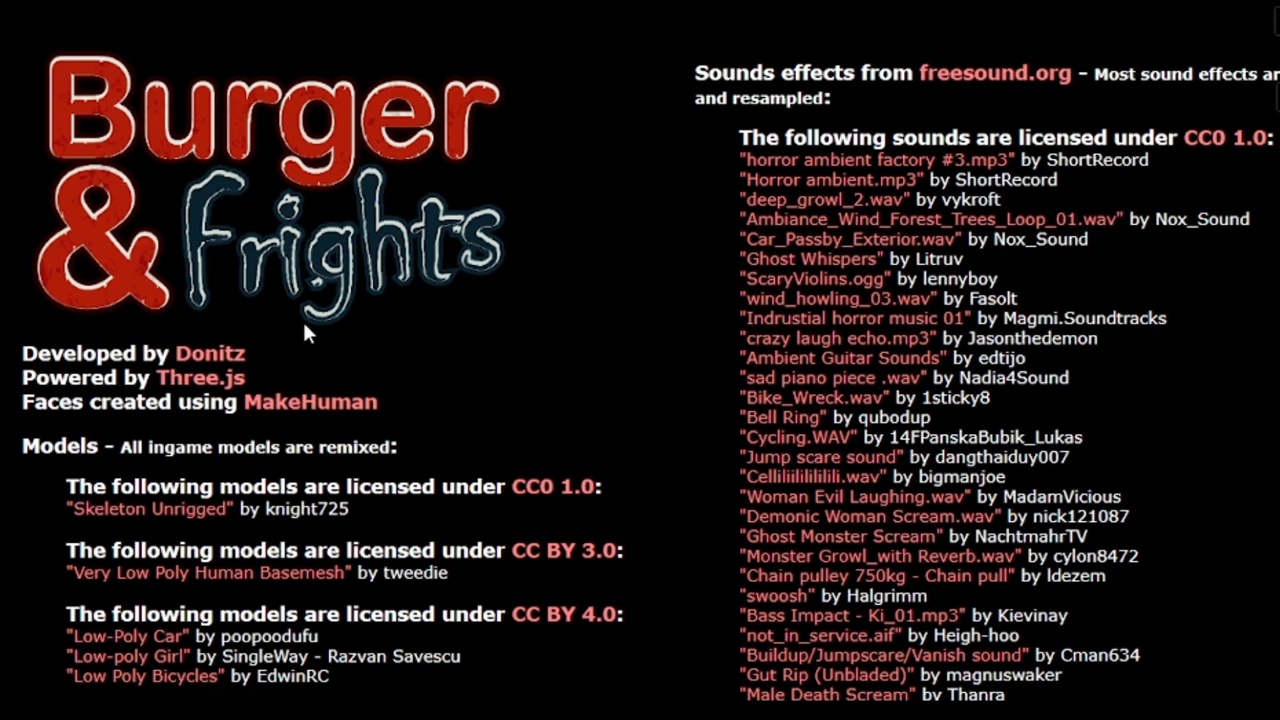 Burger
& Frights
Developed by Donitz
Powered by Three.js
Faces created using MakeHuman
Models - All ingame models are remixed:
The following models are licensed under CC0 1.0:
"Skeleton Unrigged" by knight725
The following models are licensed under CC BY 3.0:
"Very Low Poly Human Basemesh" by tweedie
The following models are licensed under CC BY 4.0:
"Low-Poly Car" by poopoodufu
"Low-poly Girl" by SingleWay - Razvan Savescu
"Low Poly Bicycles" by EdwinRC
Sounds effects from freesound.org - Most sound effects ar
and resampled:
The following sounds are licensed under CC0 1.0:
"horror ambient factory #3.mp3" by ShortRecord
"Horror ambient.mp3" by ShortRecord
"deep_growl_2.wav" by vykroft
"Ambiance_Wind_Forest_Trees_Loop_01.wav" by Nox_Sound
"Car_Passby_Exterior.wav" by Nox_Sound
"Ghost Whispers" by Litruv
"ScaryViolins.ogg" by lennyboy
"wind_howling_03.wav" by Fasolt
"Indrustial horror music 01" by Magmi.Soundtracks
"crazy laugh echo.mp3" by Jasonthedemon
"Ambient Guitar Sounds" by edtijo
"sad piano piece .wav" by Nadia4Sound
"Bike_Wreck.wav" by 1sticky8
"Bell Ring" by qubodup
"Cycling.WAV" by 14FPanskaBubik_Lukas
"Jump scare sound" by dangthaiduy007
"Celliliililililili.wav" by bigmanjoe
"Woman Evil Laughing.wav" by MadamVicious
"Demonic Woman Scream.wav" by nick121087
"Ghost Monster Scream" by NachtmahrTV
"Monster Growl_with Reverb.wav" by cylon8472
"Chain pulley 750kg - Chain pull" by ldezem
"swoosh" by Halgrimm
"Bass Impact - Ki_01.mp3" by Kievinay
"not_in_service.aif" by Heigh-hoo
"Buildup/Jumpscare/Vanish sound" by Cman634
"Gut Rip (Unbladed)" by magnuswaker
"Male Death Scream" by Thanra